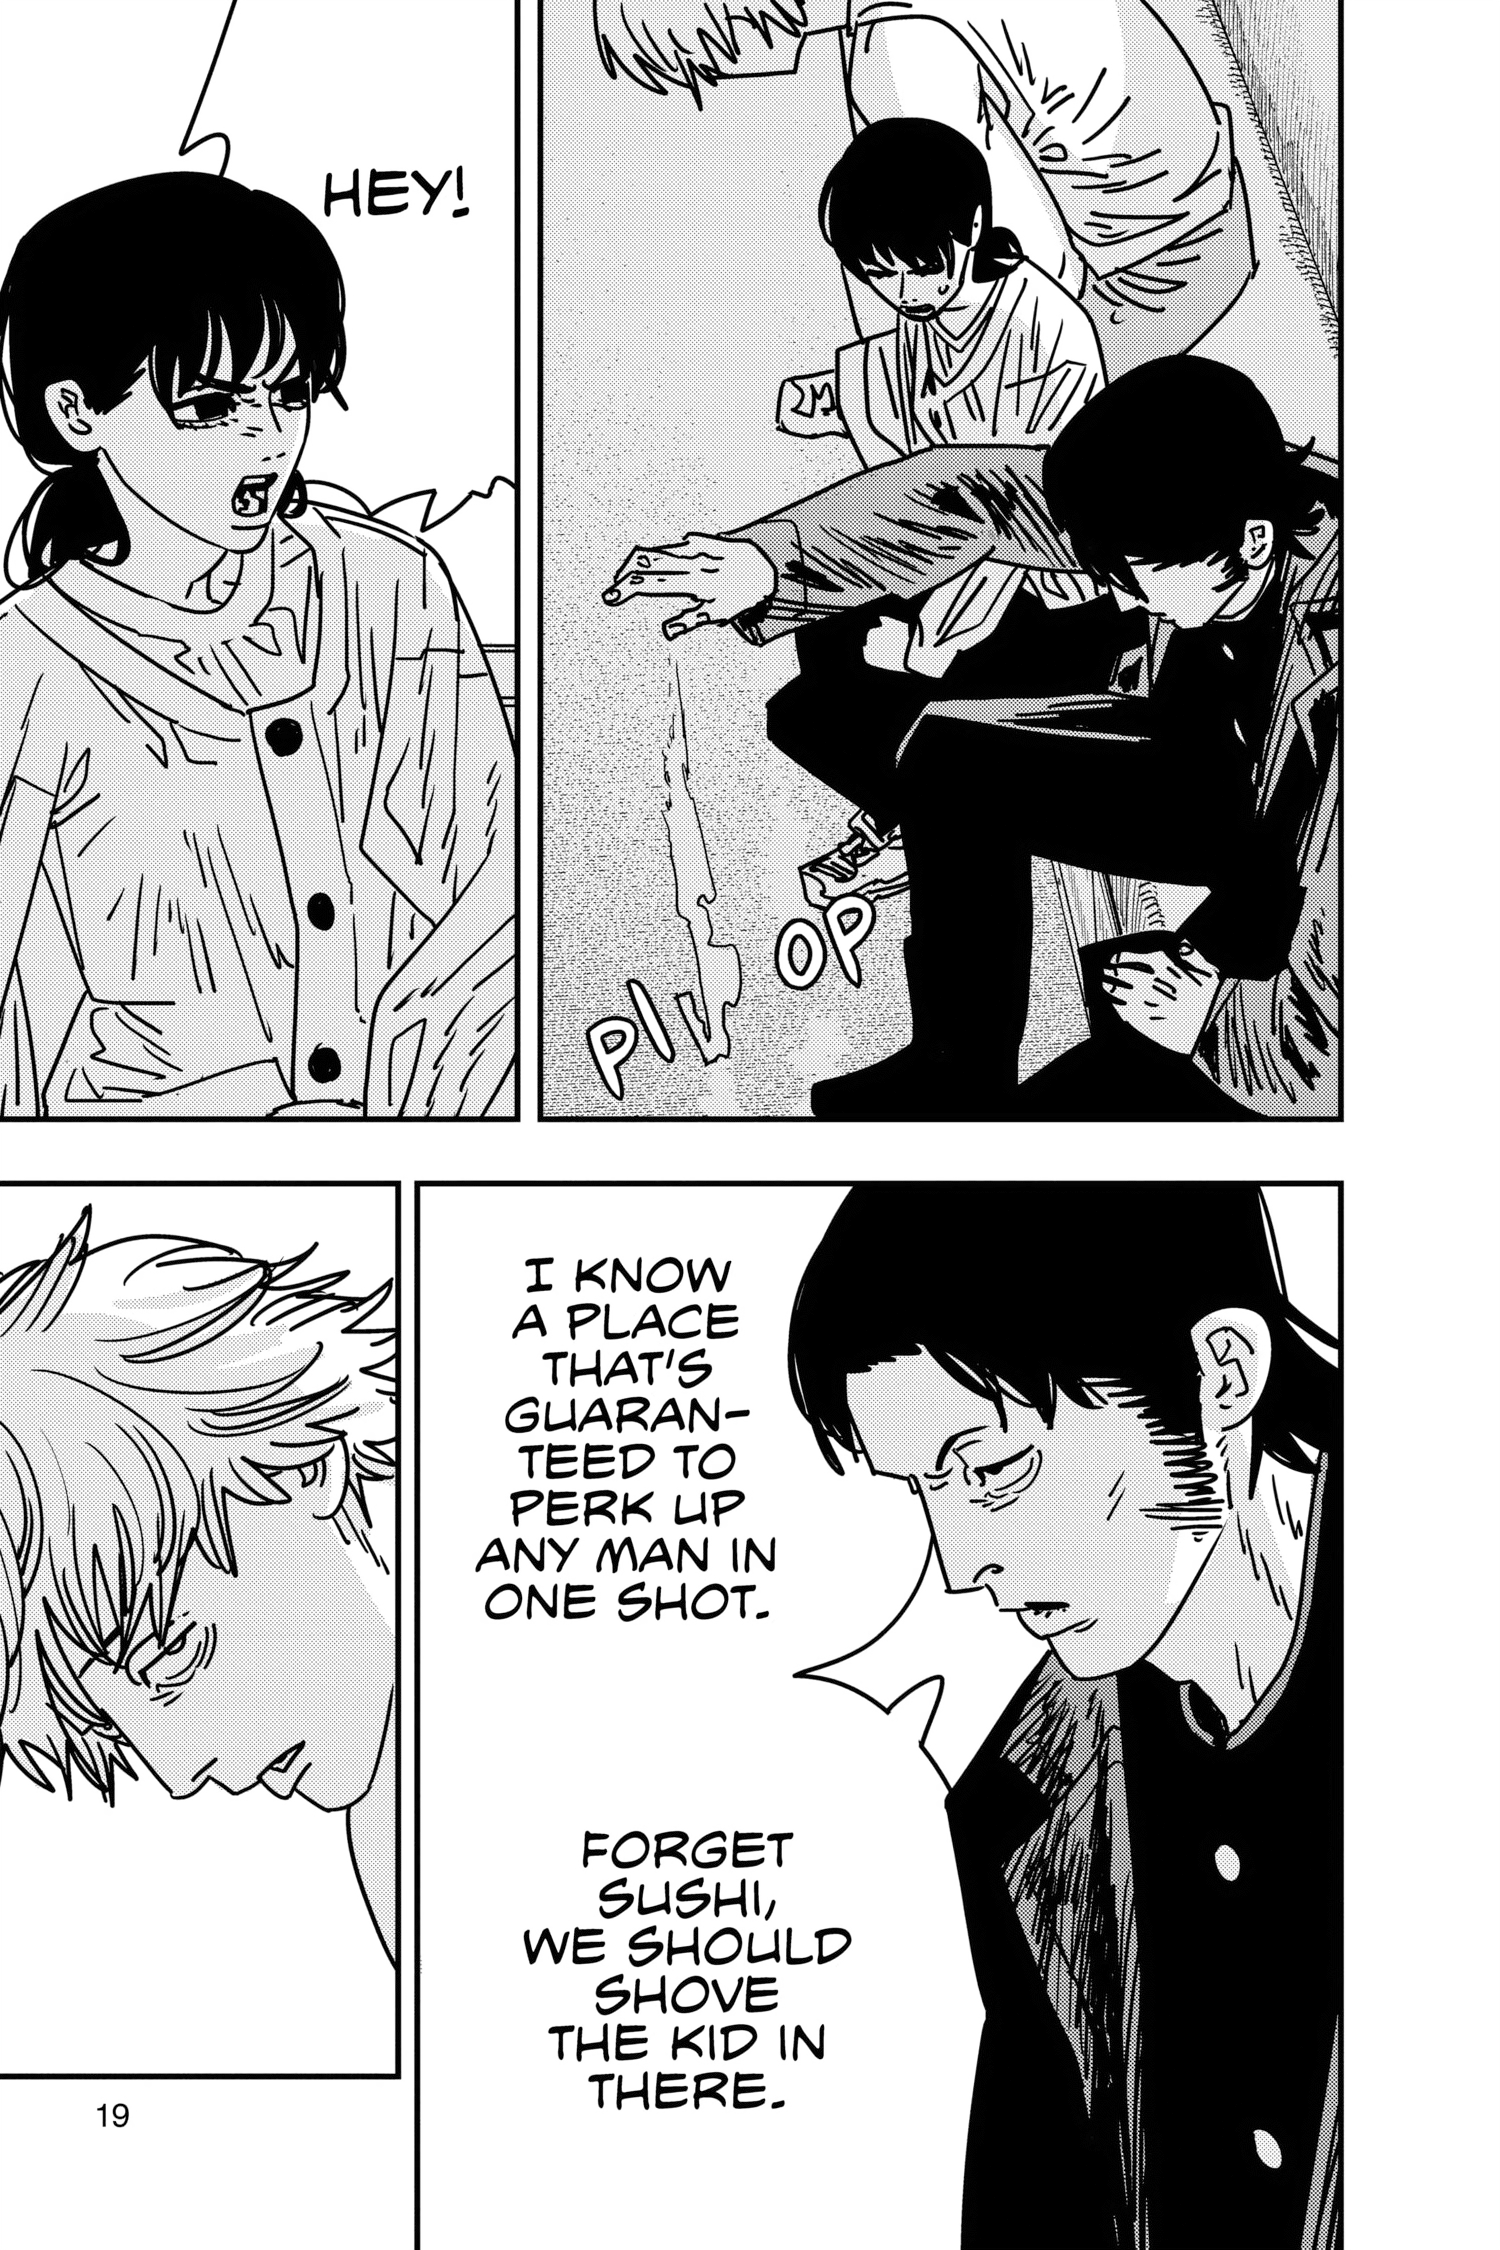 PLU
OP
HEY!
I KNOW
A PLACE
THAT'S
GUARAN-
TEED TO
PERK UP
ANY MAN IN
ONE SHOT.
FORGET
SUSHI,
WE SHOULD
SHOVE
THE KID IN
THERE.
19